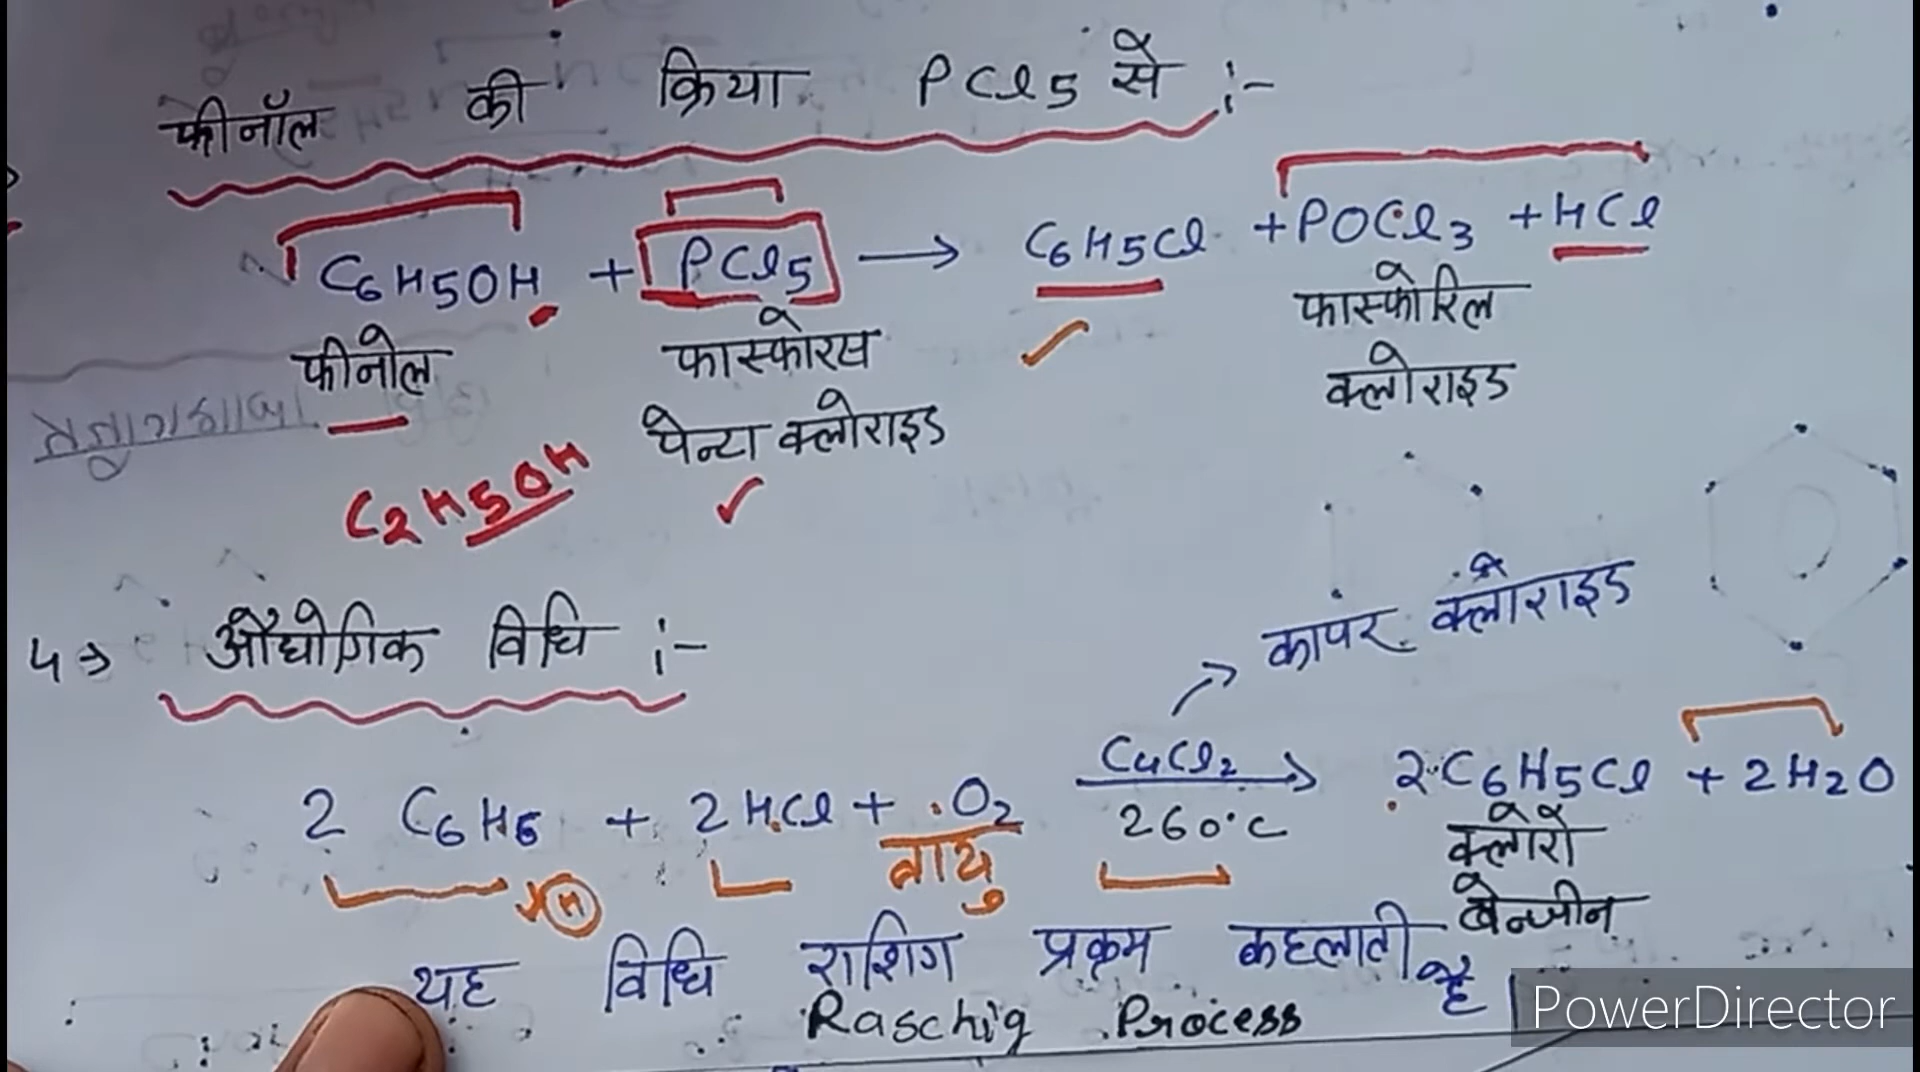 फीनॉल की क्रिया PCl5 से :-
C6H5OH + PCl5 → C6H5Cl + POCl3 + HCl
फीनोल फास्फोरस फास्फोरिल
पेन्टा क्लोराइड क्लोराइड
C2H5OH
4→ औद्योगिक विधि :-
→ कापर क्लोराइड
2 C6H6 + 2HCl + O2 CuCl2 → 2C6H5Cl + 2H2O
260°C
वायु क्लोरो
H बेन्जीन
यह विधि राशिग प्रक्रम कहलाती है |
Raschig Process
PowerDirector